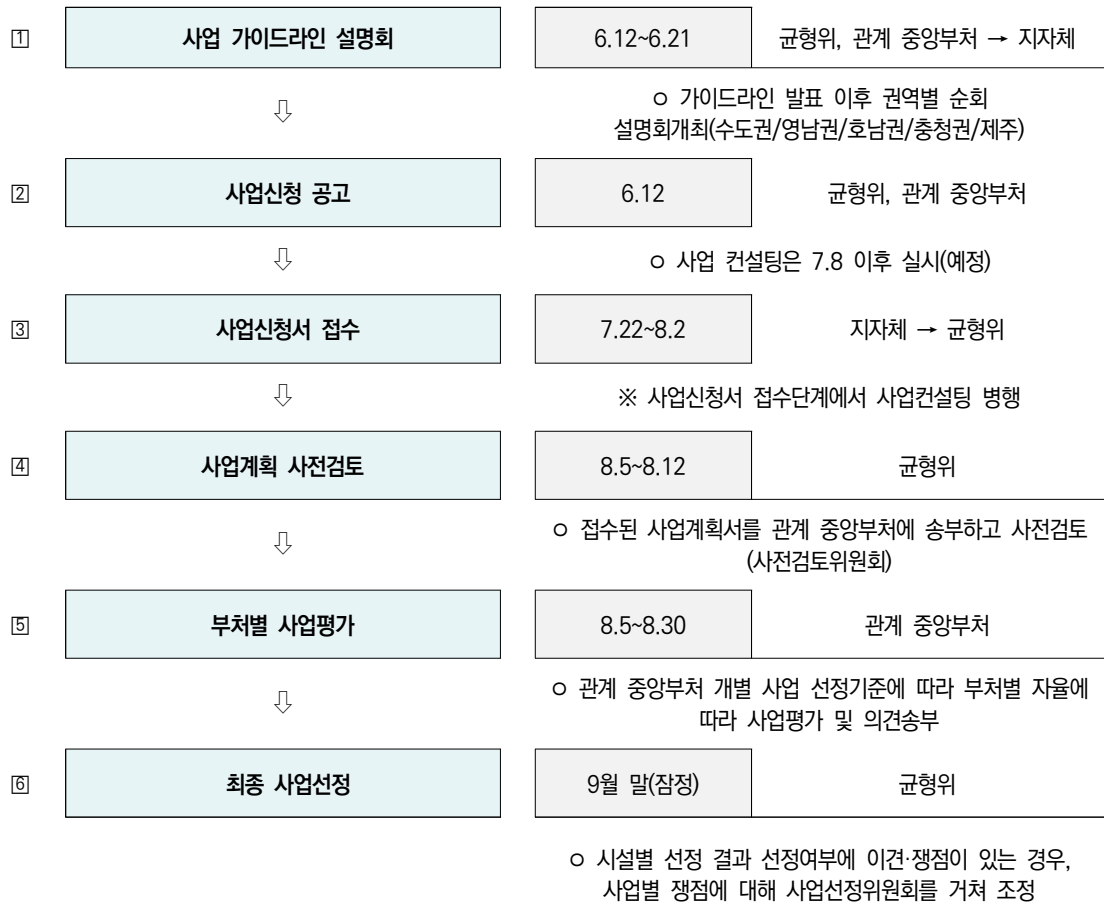 1 사업 가이드라인 설명회 6.12~6.21 균형위, 관계 중앙부처 → 지자체
⇩ ㅇ 가이드라인 발표 이후 권역별 순회
설명회개최(수도권/영남권/호남권/충청권/제주)
2 사업신청 공고 6.12 균형위, 관계 중앙부처
⇩ ㅇ 사업 컨설팅은 7.8 이후 실시(예정)
3 사업신청서 접수 7.22~8.2 지자체 → 균형위
⇩ ※ 사업신청서 접수단계에서 사업컨설팅 병행
4 사업계획 사전검토 8.5~8.12 균형위
⇩ ㅇ 접수된 사업계획서를 관계 중앙부처에 송부하고 사전검토
(사전검토위원회)
5 부처별 사업평가 8.5~8.30 관계 중앙부처
⇩ ㅇ 관계 중앙부처 개별 사업 선정기준에 따라 부처별 자율에
따라 사업평가 및 의견송부
6 최종 사업선정 9월 말(잠정) 균형위
ㅇ 시설별 선정 결과 선정여부에 이견·쟁점이 있는 경우,
사업별 쟁점에 대해 사업선정위원회를 거쳐 조정